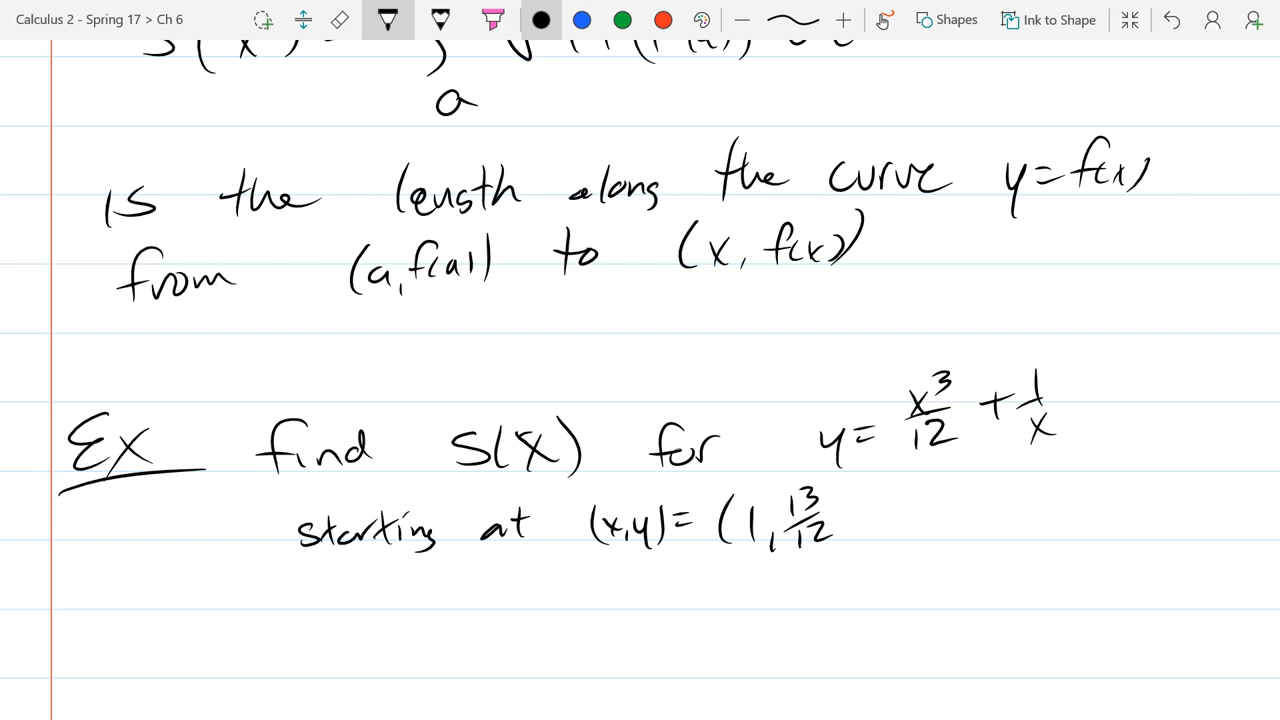 Calculus 2 - Spring 17 > Ch 6
Shapes
Ink to Shape
a
is the length along the curve y=f(x)
from (a, f(a)) to (x, f(x))
Ex find S(x) for y = x³/12 + 1/x
starting at (x,y) = (1, 13/12